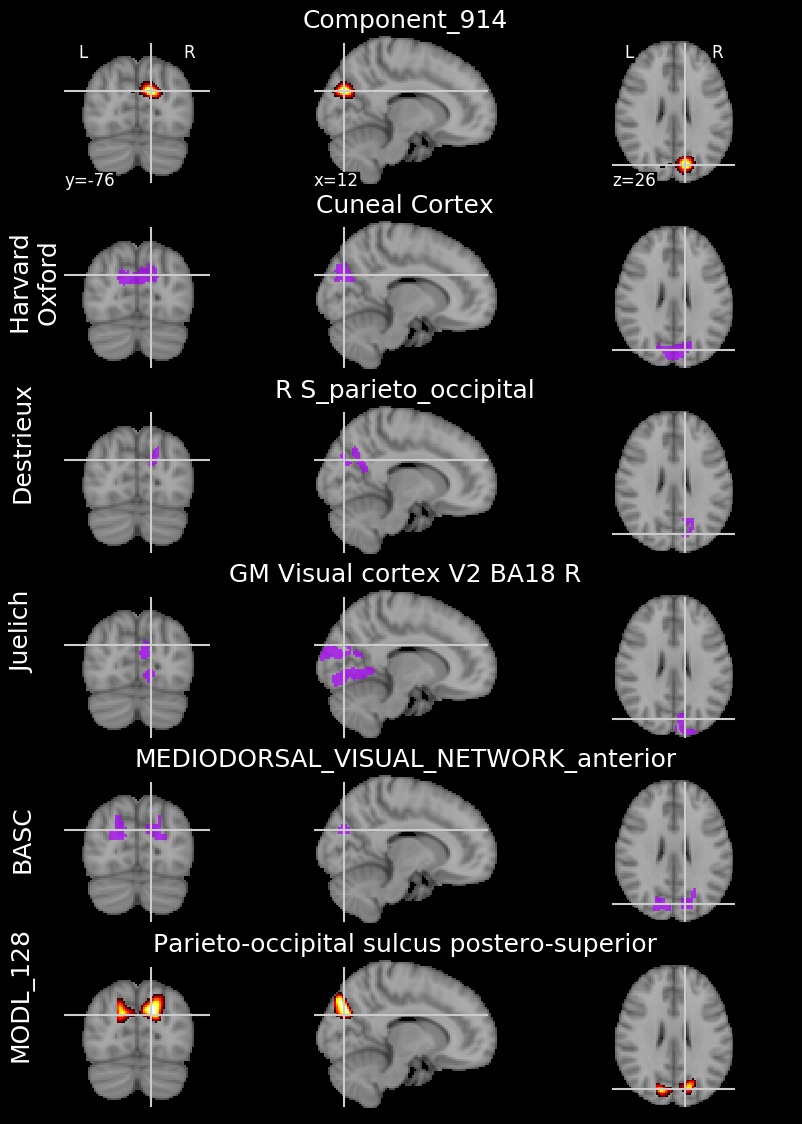 Component_914
L R
L R
y=-76
x=12
z=26
Cuneal Cortex
Harvard
Oxford
R S_parieto_occipital
Destrieux
GM Visual cortex V2 BA18 R
Juelich
MEDIODORSAL_VISUAL_NETWORK_anterior
BASC
Parieto-occipital sulcus postero-superior
MODL_128